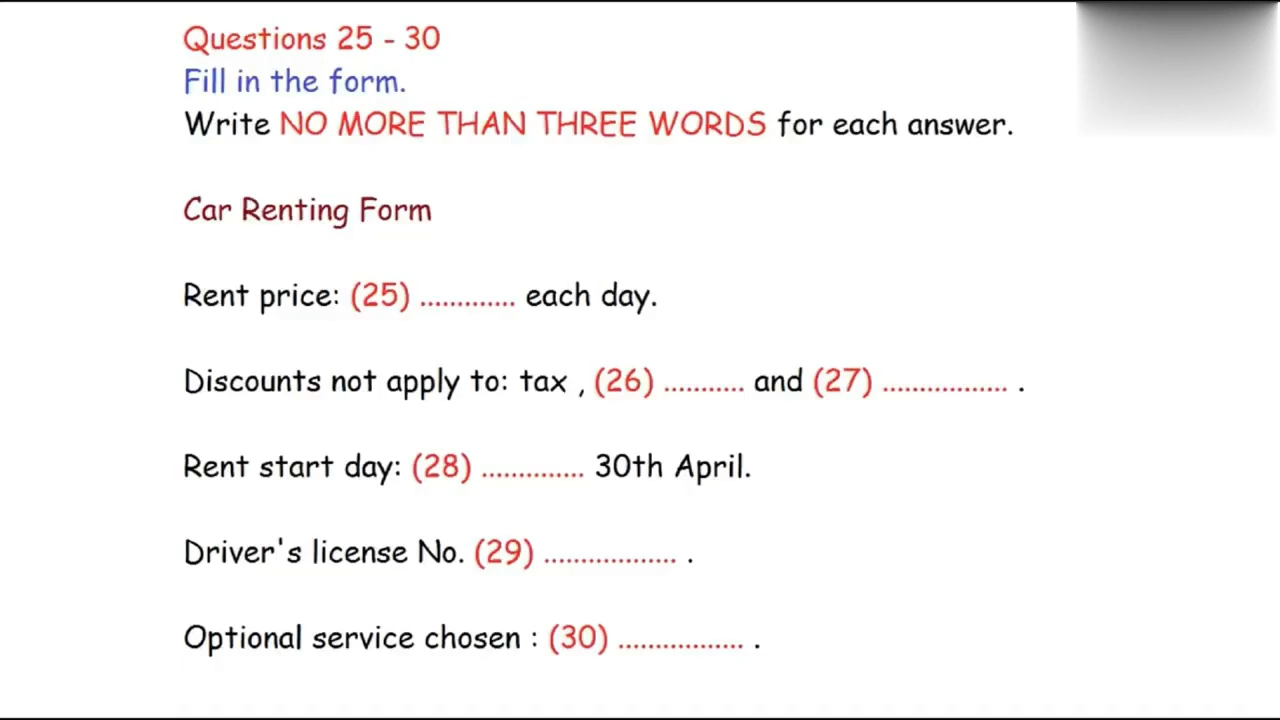 Questions 25 - 30
Fill in the form.
Write NO MORE THAN THREE WORDS for each answer.
Car Renting Form
Rent price: (25) ............. each day.
Discounts not apply to: tax , (26) ........... and (27) ................. .
Rent start day: (28) .............. 30th April.
Driver's license No. (29) .................. .
Optional service chosen : (30) ................. .